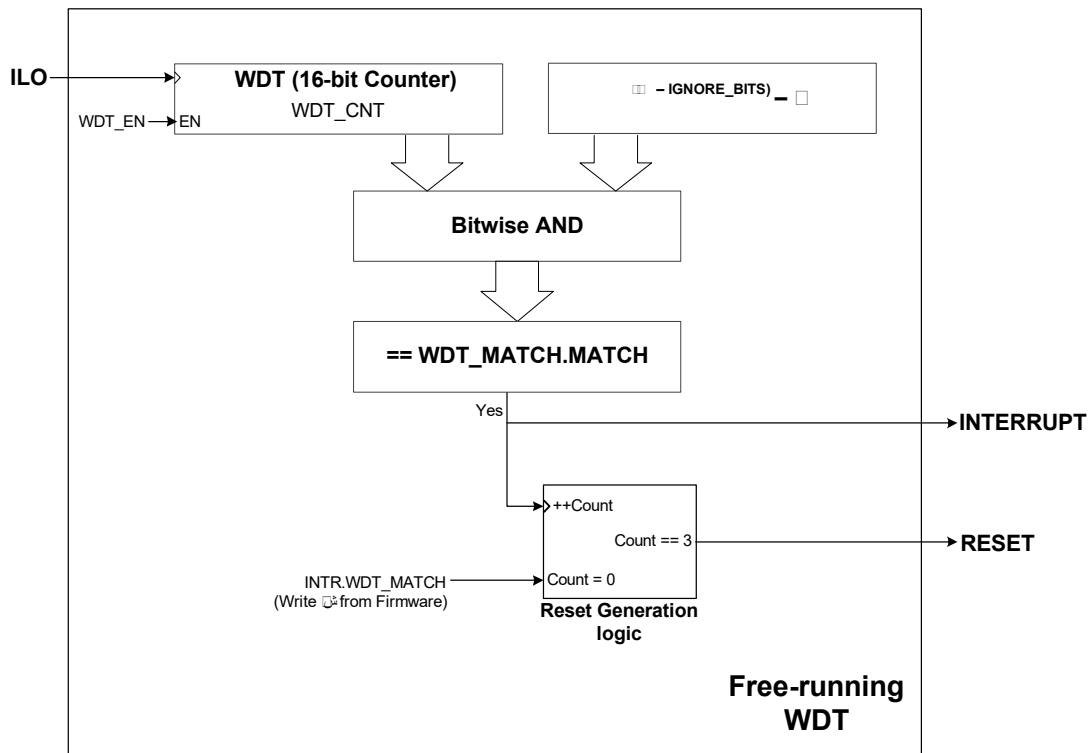 ILO
WDT (16-bit Counter)
WDT_CNT
WDT_EN
EN
– IGNORE_BITS) –
Bitwise AND
== WDT_MATCH.MATCH
Yes
INTERRUPT
++Count
Count == 3
RESET
INTR.WDT_MATCH
(Write from Firmware)
Count = 0
Reset Generation
logic
Free-running
WDT